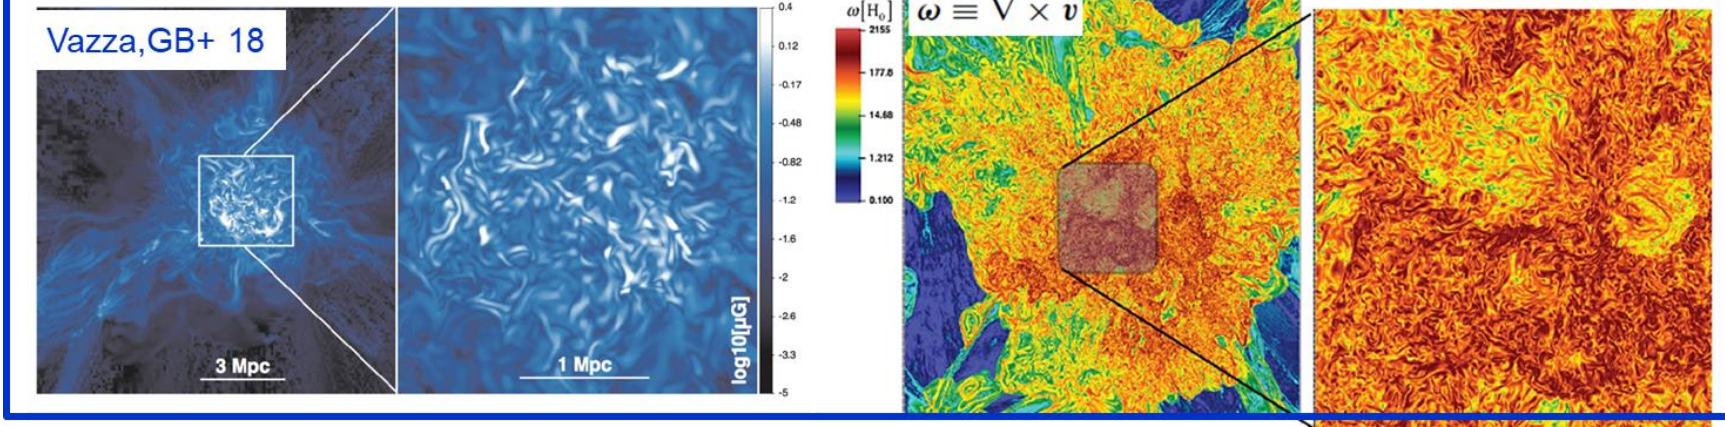 Vazza,GB+ 18
3 Mpc
1 Mpc
log10[μG]
0.4
0.12
-0.17
-0.48
-0.82
-1.2
-1.6
-2
-2.6
-3.3
-5
ω[H₀]
2155
177.8
14.68
1.212
0.100
ω ≡ ∇ × v